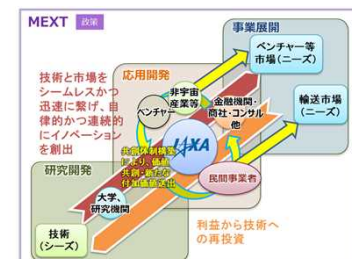 MEXT 政策
事業展開
ベンチャー等
市場(ニーズ)
技術と市場を
シームレスかつ
迅速に繋げ、自
律的かつ連続的
にイノベーション
を創出
応用開発
非宇宙
産業等
ベンチャー
金融機関・
商社・コンサル
他
輸送市場
(ニーズ)
JAXA
共創体制構築
により、価値
共創・新たな
付加価値送出
民間事業者
研究開発
大学、
研究機関
技術
(シーズ)
利益から技術へ
の再投資